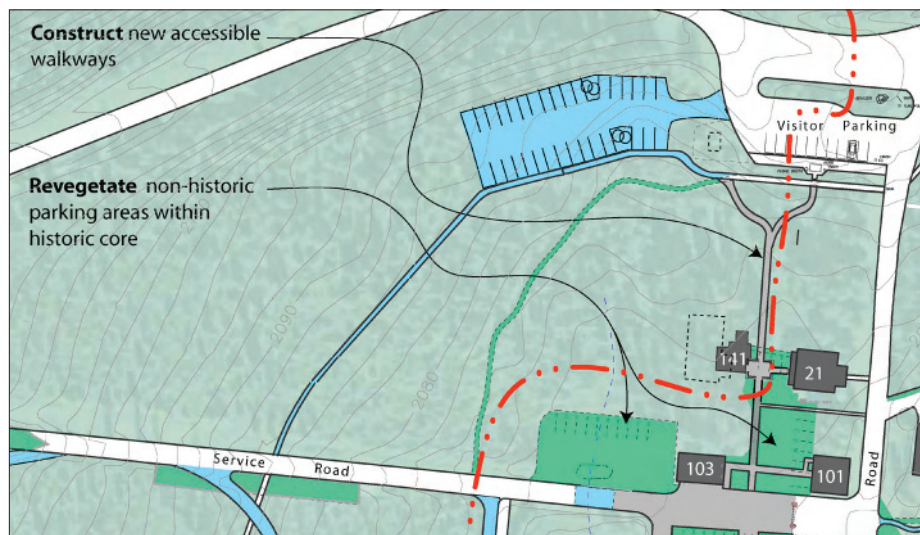 Construct new accessible
walkways
Visitor Parking
Revegetate non-historic
parking areas within
historic core
2090
2080
141
21
Service Road
103
101
Road